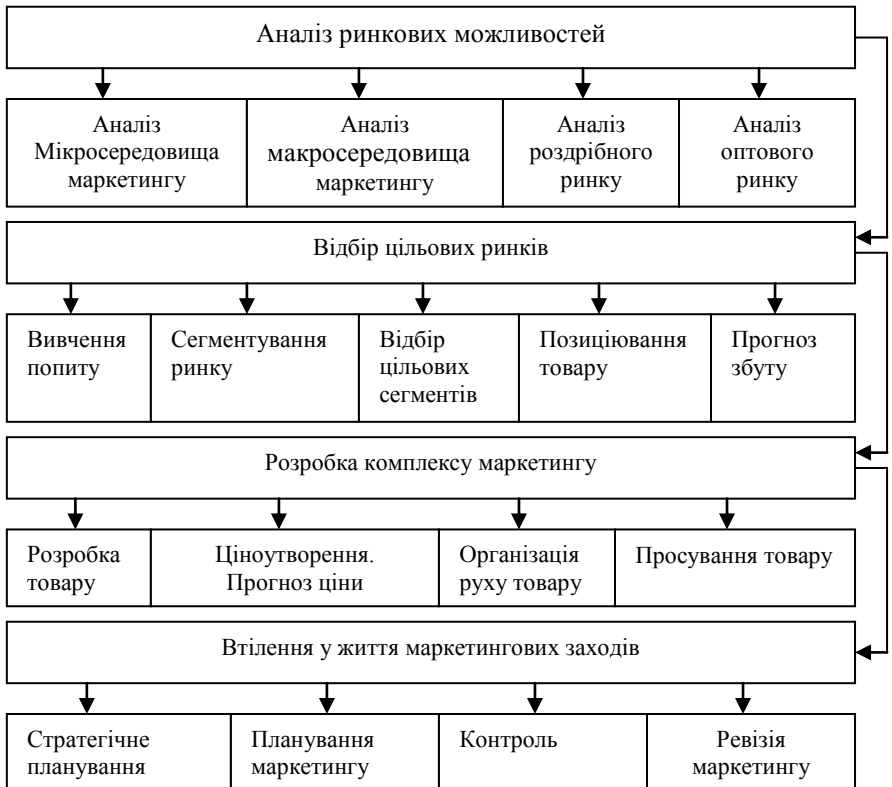 Аналіз ринкових можливостей
Аналіз
Мікросередовища
маркетингу
Аналіз
макросередовища
маркетингу
Аналіз
роздрібного
ринку
Аналіз
оптового
ринку
Відбір цільових ринків
Вивчення
попиту
Сегментування
ринку
Відбір
цільових
сегментів
Позиціювання
товару
Прогноз
збуту
Розробка комплексу маркетингу
Розробка
товару
Ціноутворення.
Прогноз ціни
Організація
руху товару
Просування товару
Втілення у життя маркетингових заходів
Стратегічне
планування
Планування
маркетингу
Контроль
Ревізія
маркетингу